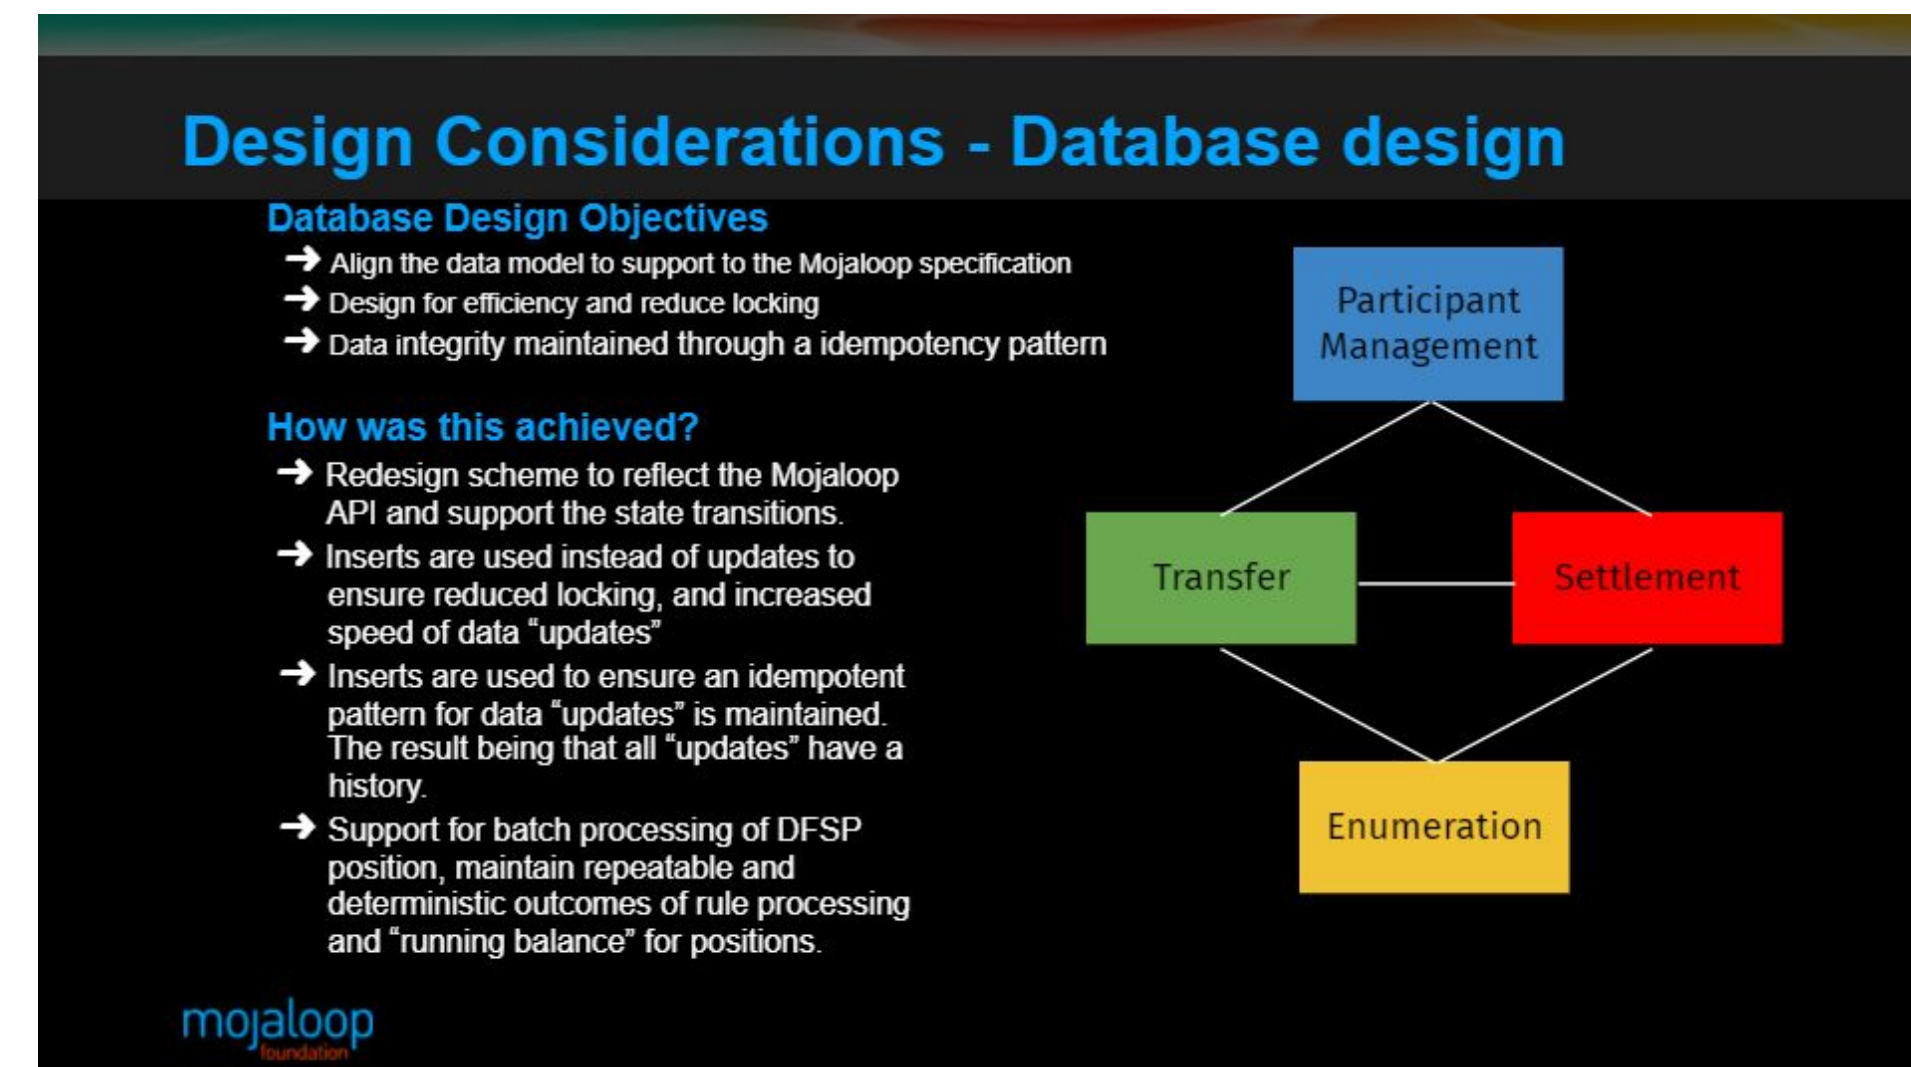 Design Considerations - Database design
Database Design Objectives
➔ Align the data model to support to the Mojaloop specification
➔ Design for efficiency and reduce locking
➔ Data integrity maintained through a idempotency pattern
How was this achieved?
➔ Redesign scheme to reflect the Mojaloop
API and support the state transitions.
➔ Inserts are used instead of updates to
ensure reduced locking, and increased
speed of data “updates”
➔ Inserts are used to ensure an idempotent
pattern for data “updates” is maintained.
The result being that all “updates” have a
history.
➔ Support for batch processing of DFSP
position, maintain repeatable and
deterministic outcomes of rule processing
and “running balance” for positions.
Participant
Management
Transfer
Settlement
Enumeration
mojaloop
foundation